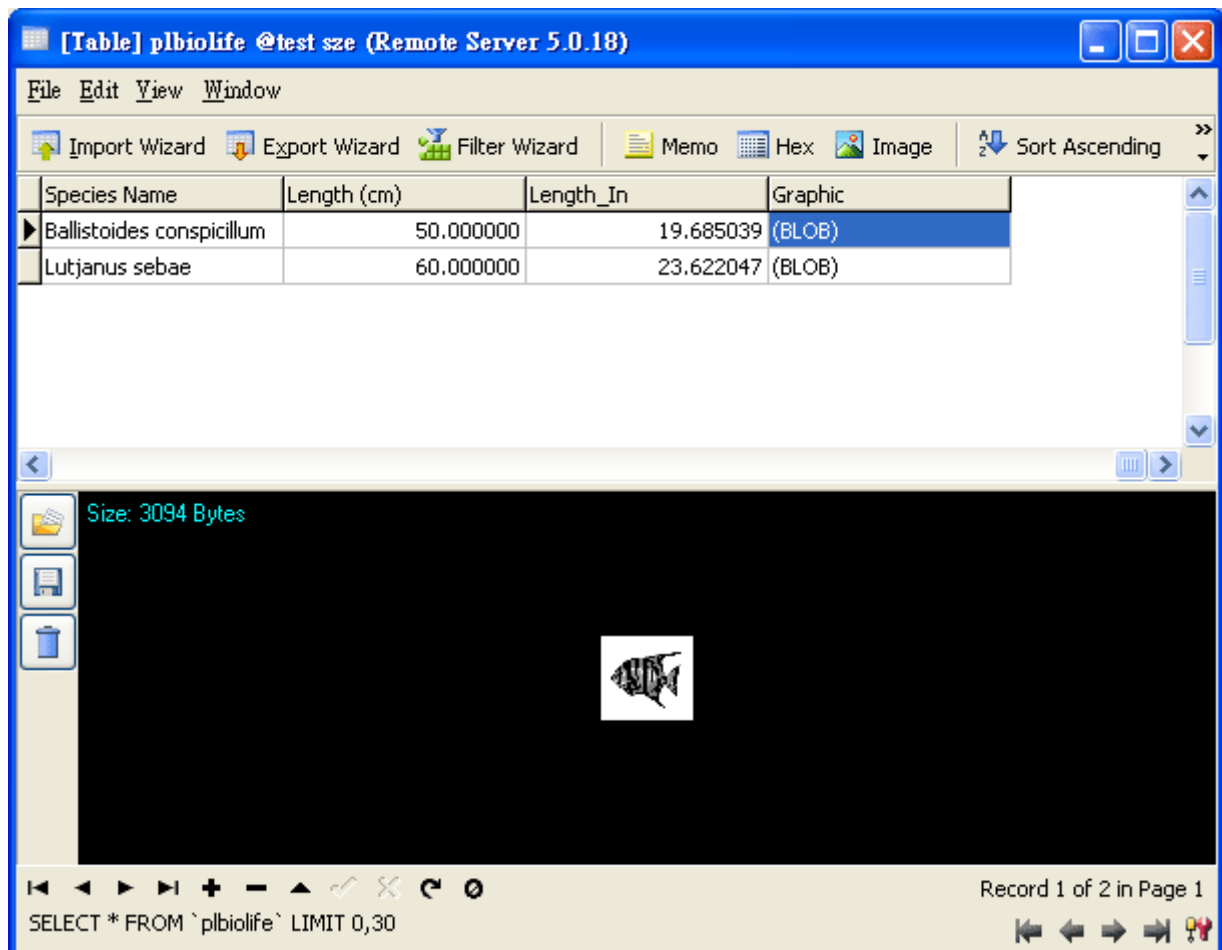 [Table] plbiolife @test sze (Remote Server 5.0.18)
File Edit View Window
Import Wizard Export Wizard Filter Wizard Memo Hex Image Sort Ascending
Species Name Length (cm) Length_In Graphic
Ballistoides conspicillum 50.000000 19.685039 (BLOB)
Lutjanus sebae 60.000000 23.622047 (BLOB)
Size: 3094 Bytes
Record 1 of 2 in Page 1
SELECT * FROM `plbiolife` LIMIT 0,30